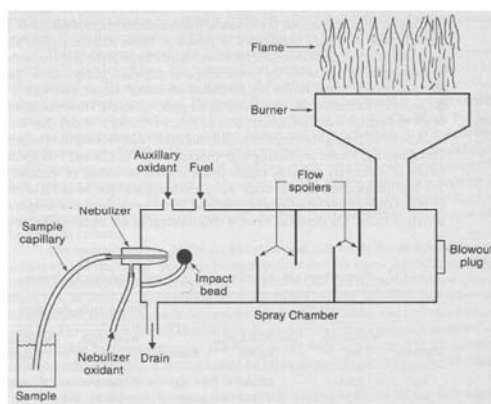 Flame
Burner
Auxillary
oxidant
Fuel
Flow
spoilers
Nebulizer
Sample
capillary
Impact
bead
Blowout
plug
Spray Chamber
Nebulizer
oxidant
Drain
Sample